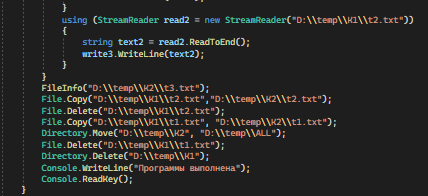 }
using (StreamReader read2 = new StreamReader("D:\\temp\\K1\\t2.txt"))
{
string text2 = read2.ReadToEnd();
write3.WriteLine(text2);
}
}
FileInfo("D:\\temp\\K2\\t3.txt");
File.Copy("D:\\temp\\K1\\t2.txt","D:\\temp\\K2\\t2.txt");
File.Delete("D:\\temp\\K1\\t2.txt");
File.Copy("D:\\temp\\K1\\t1.txt", "D:\\temp\\K2\\t1.txt");
Directory.Move("D:\\temp\\K2", "D:\\temp\\ALL");
File.Delete("D:\\temp\\K1\\t1.txt");
Directory.Delete("D:\\temp\\K1");
Console.WriteLine("Программы выполнена");
Console.ReadKey();
}